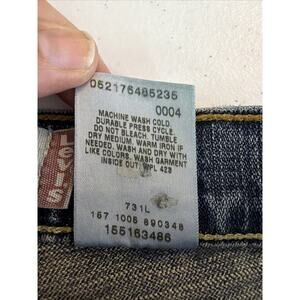 052176485235
0004
MACHINE WASH COLD.
DURABLE PRESS CYCLE.
DO NOT BLEACH. TUMBLE
DRY MEDIUM. WARM IRON IF
NEEDED. WASH AND DRY WITH
LIKE COLORS. WASH GARMENT
INSIDE OUT. WPL 423
731L
167 1006 890348
155163486
LEVI'S